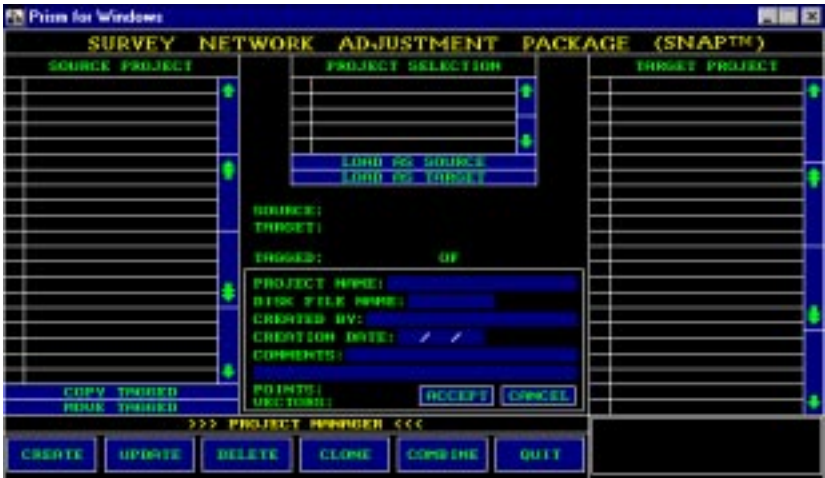 Prism for Windows
SURVEY NETWORK ADJUSTMENT PACKAGE (SNAP™)
SOURCE PROJECT
PROJECT SELECTION
TARGET PROJECT
LOAD AS SOURCE
LOAD AS TARGET
SOURCE:
TARGET:
TAGGED: OF
PROJECT NAME:
DISK FILE NAME:
CREATED BY:
CREATION DATE: / /
COMMENTS:
POINTS:
VECTORS:
ACCEPT CANCEL
COPY TAGGED
MOVE TAGGED
>>> PROJECT MANAGER <<<
CREATE UPDATE DELETE CLONE COMBINE QUIT